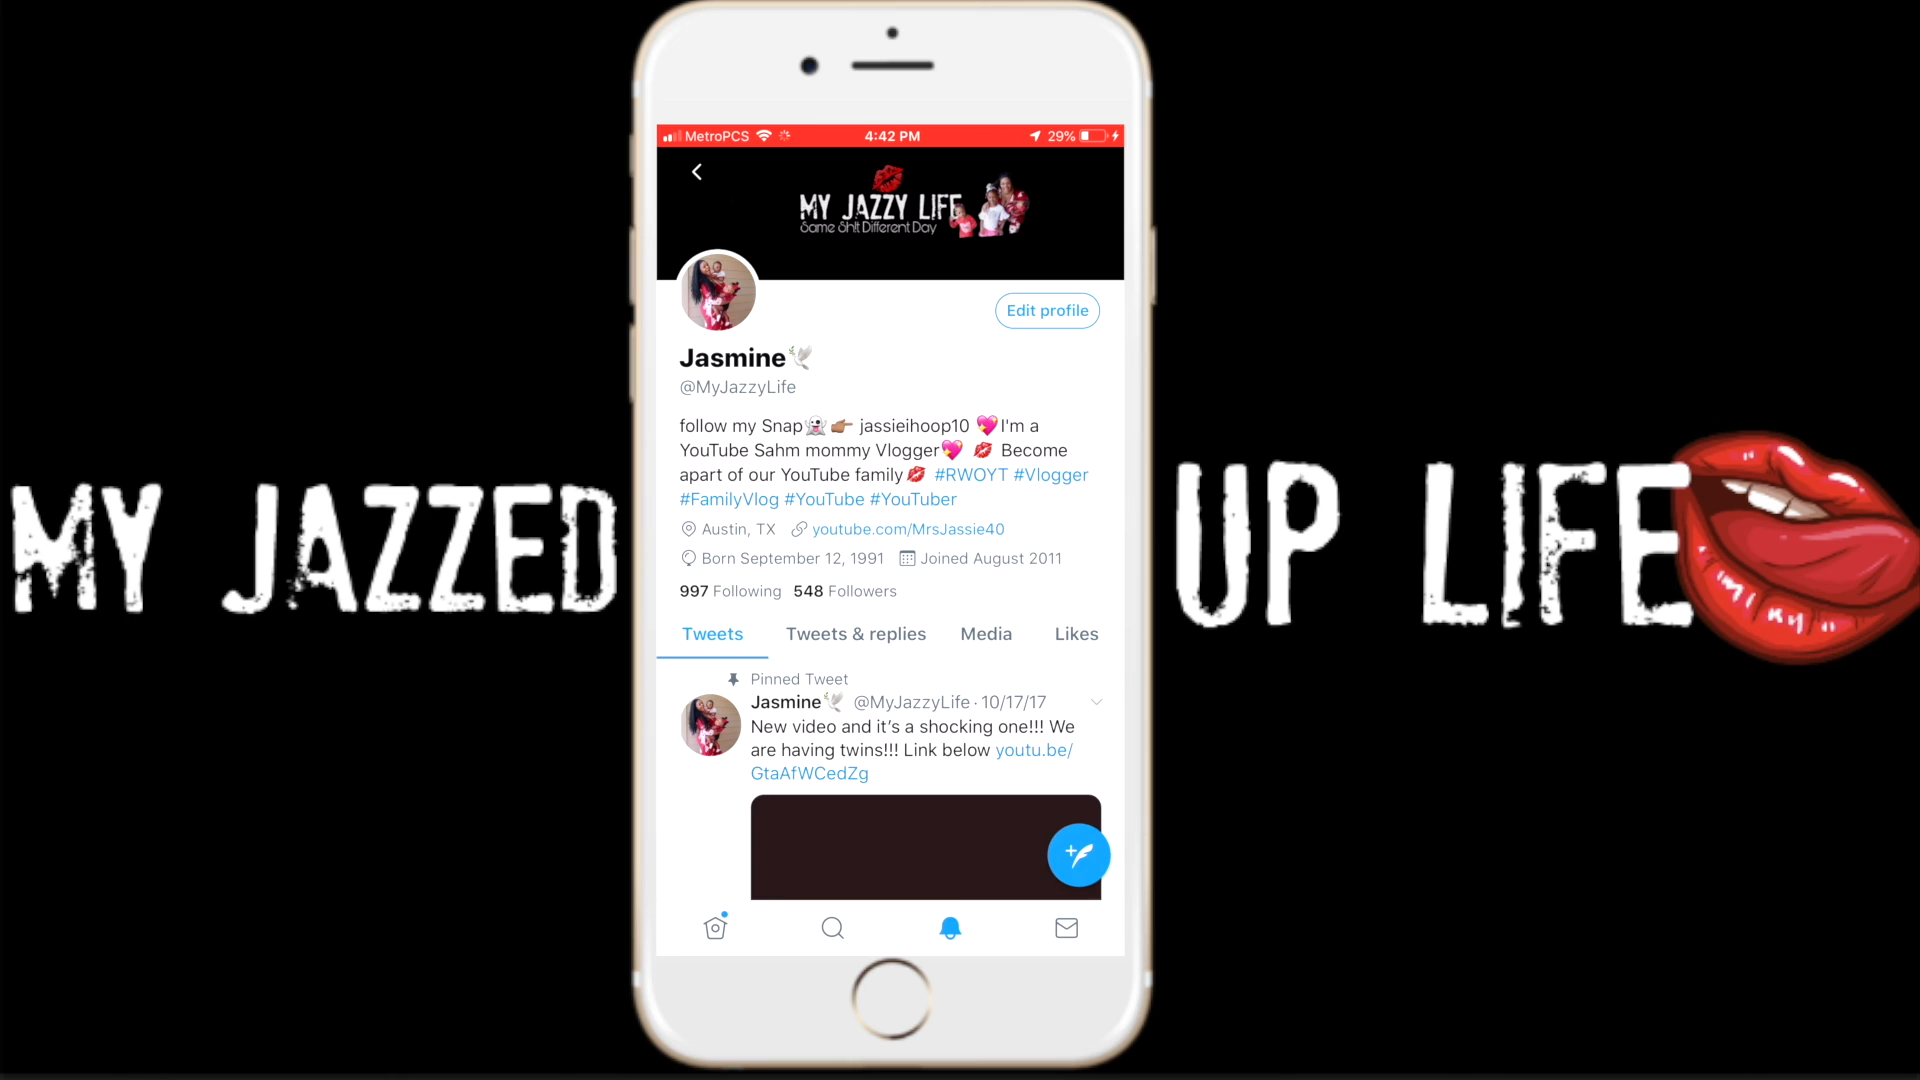 MetroPCS 4:42 PM 29%
MY JAZZY LIFE
Same Sh!t Different Day
Edit profile
Jasmine🕊
@MyJazzyLife
follow my Snap👻👉🏽 jassieihoop10 💖I'm a
YouTube Sahm mommy Vlogger💖 💋 Become
apart of our YouTube family💋 #RWOYT #Vlogger
#FamilyVlog #YouTube #YouTuber
Austin, TX youtube.com/MrsJassie40
Born September 12, 1991 Joined August 2011
997 Following 548 Followers
MY JAZZED UP LIFE
Tweets Tweets & replies Media Likes
Pinned Tweet
Jasmine🕊 @MyJazzyLife · 10/17/17
New video and it’s a shocking one!!! We
are having twins!!! Link below youtu.be/
GtaAfWCedZg